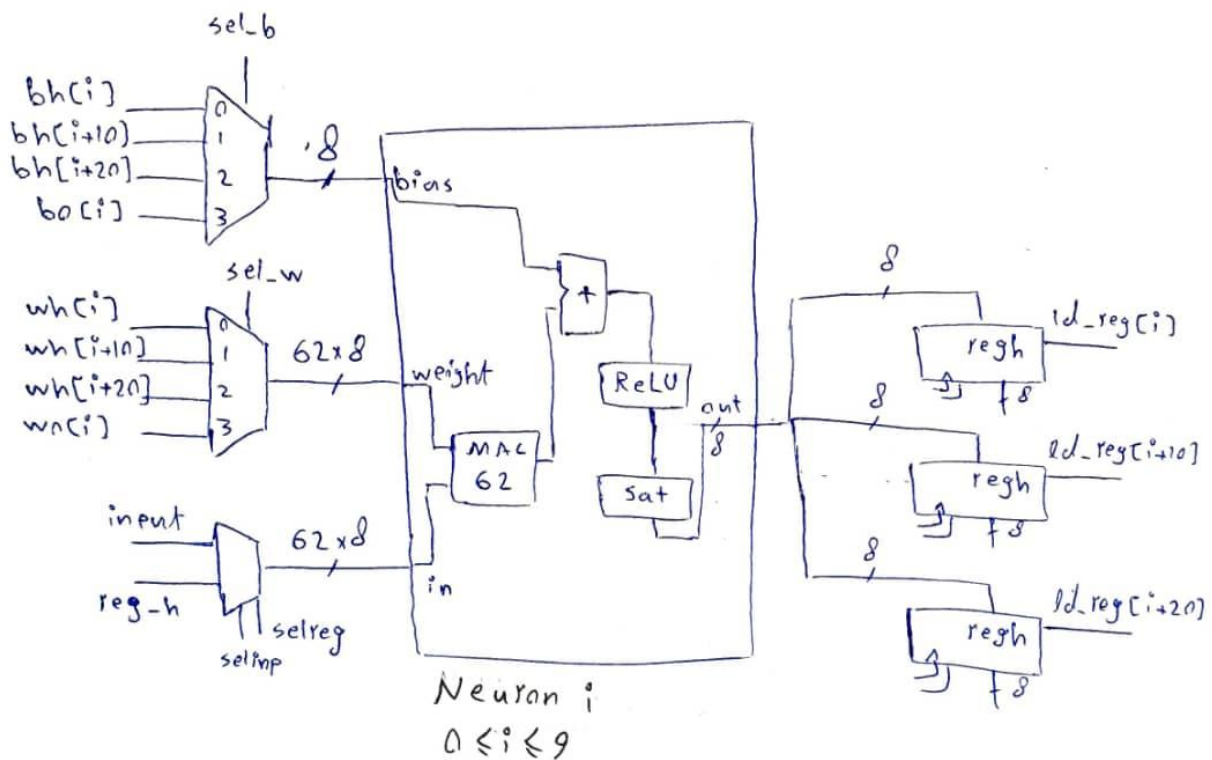 sel_b
bh[i]
bh[i+10]
bh[i+20]
bo[i]
0
1
2
3
8
bias
sel_w
wh[i]
wh[i+10]
wh[i+20]
wo[i]
0
1
2
3
62x8
weight
input
reg_h
62x8
in
selreg
selinp
MAC
62
+
ReLU
Sat
out
8
8
regh
ld_reg[i]
8
8
regh
ld_reg[i+10]
8
8
regh
ld_reg[i+20]
8
Neuron i
0 ≤ i ≤ 9